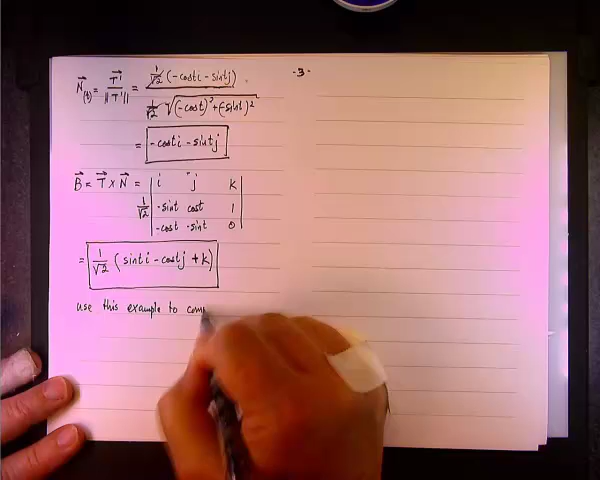 N⃗(t) = T⃗' / ||T⃗'|| = 1/√2 (-cost i - sint j) / 1/√2 √(-cost)² + (-sint)²
- 3 -
= -cost i - sint j
B⃗ = T⃗ × N⃗ = | i j k
1/√2 -sint cost 1
-cost -sint 0 |
= 1/√2 ( sint i - cost j + k )
use this example to com